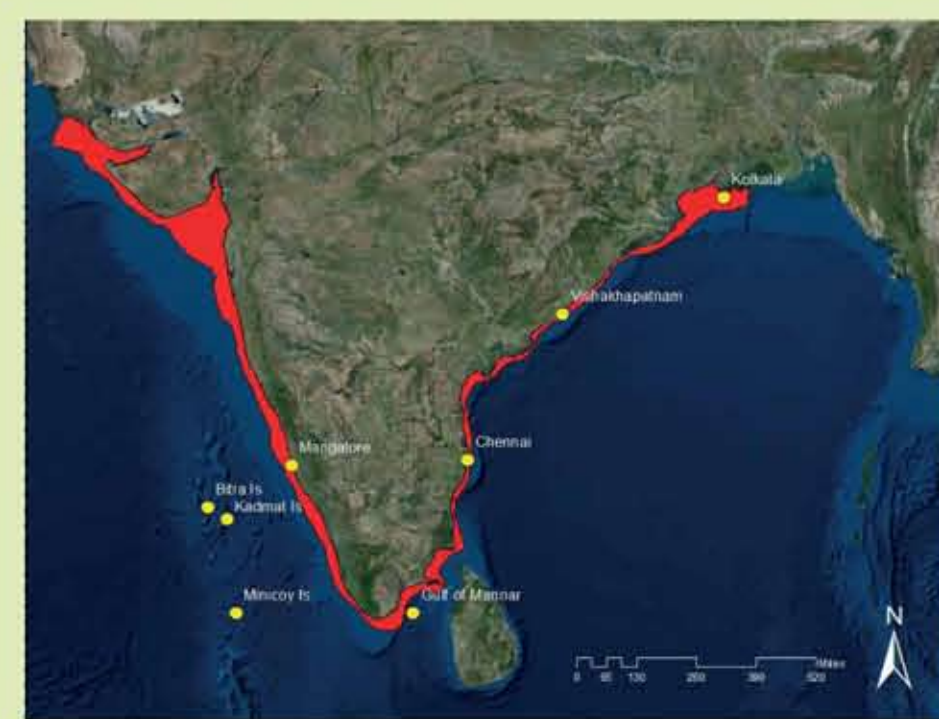 Kolkata
Vishakhapatnam
Chennai
Mangalore
Bitra Is
Kadmat Is
Minicoy Is
Gulf of Mannar
N
Miles
0 65 130 260 390 520